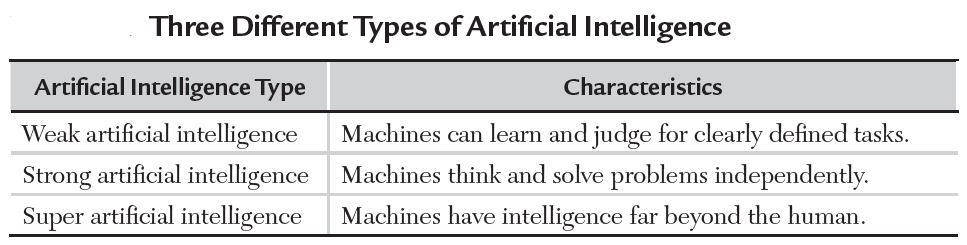 Three Different Types of Artificial Intelligence
Artificial Intelligence Type Characteristics
Weak artificial intelligence Machines can learn and judge for clearly defined tasks.
Strong artificial intelligence Machines think and solve problems independently.
Super artificial intelligence Machines have intelligence far beyond the human.